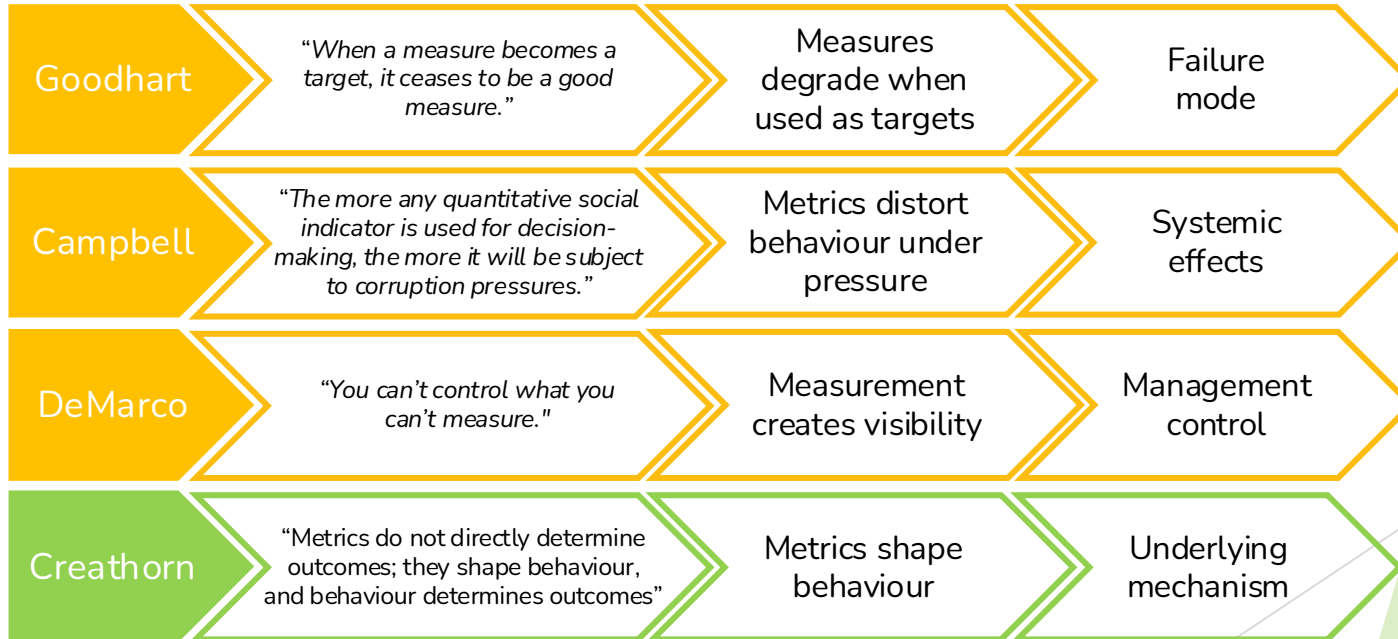 Goodhart
“When a measure becomes a
target, it ceases to be a good
measure.”
Measures
degrade when
used as targets
Failure
mode
Campbell
“The more any quantitative social
indicator is used for decision-
making, the more it will be subject
to corruption pressures.”
Metrics distort
behaviour under
pressure
Systemic
effects
DeMarco
“You can’t control what you
can’t measure."
Measurement
creates visibility
Management
control
Creathorn
“Metrics do not directly determine
outcomes; they shape behaviour,
and behaviour determines outcomes”
Metrics shape
behaviour
Underlying
mechanism